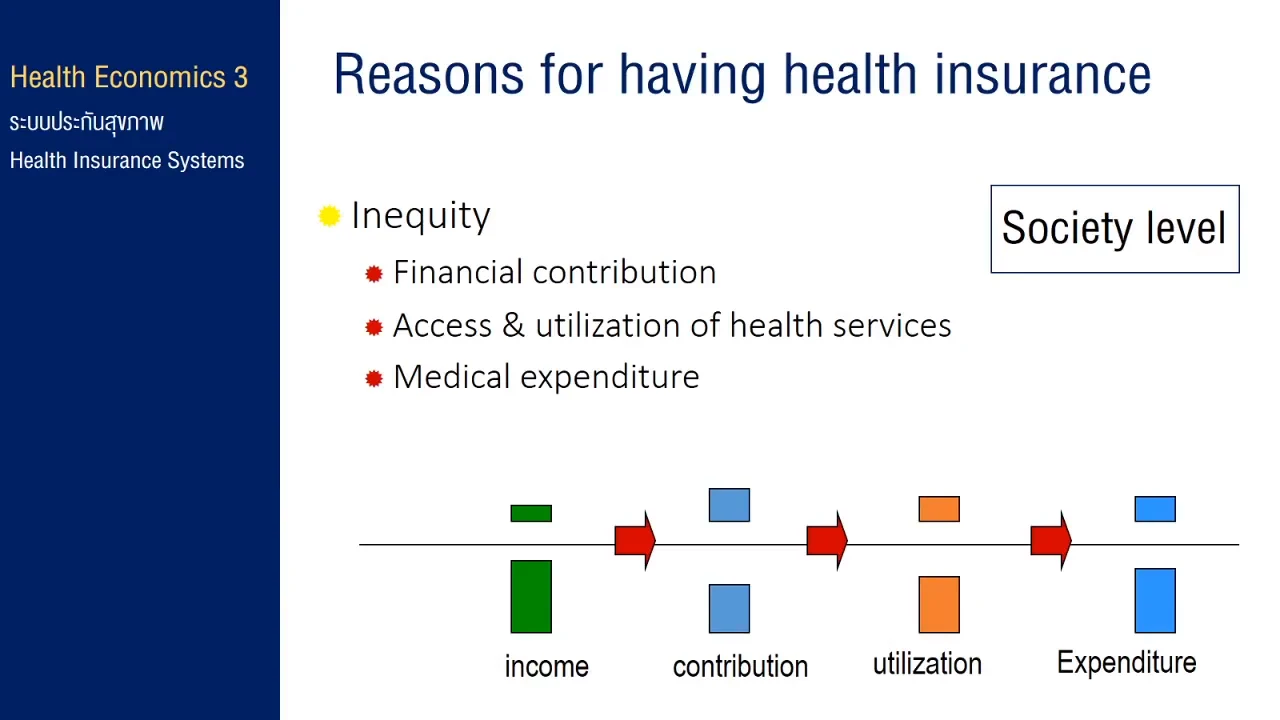 Health Economics 3
ระบบประกันสุขภาพ
Health Insurance Systems
Reasons for having health insurance
Inequity
Financial contribution
Access & utilization of health services
Medical expenditure
Society level
income
contribution
utilization
Expenditure